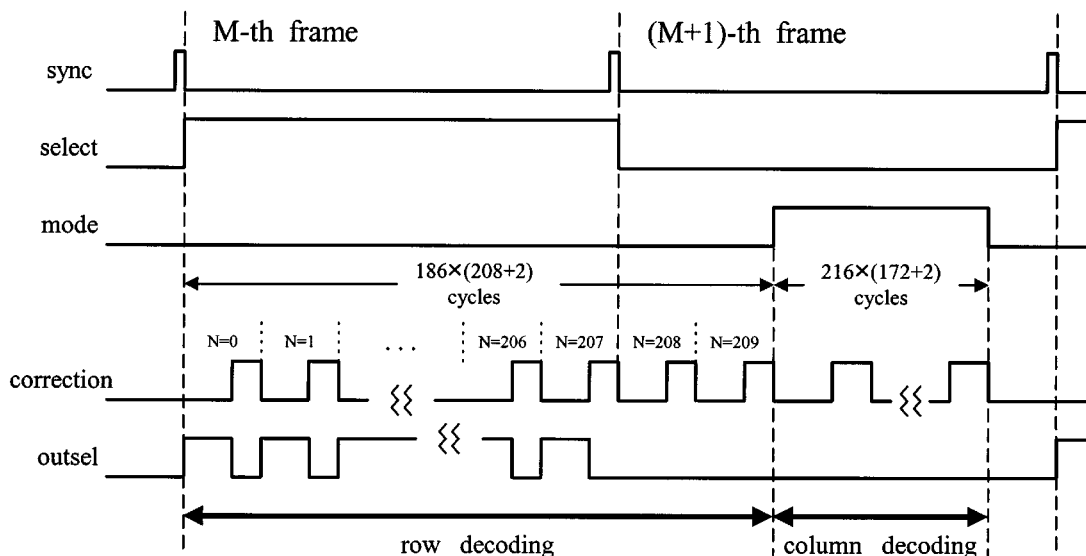 M-th frame
(M+1)-th frame
sync
select
mode
186×(208+2)
cycles
216×(172+2)
cycles
N=0
N=1
. . .
N=206
N=207
N=208
N=209
correction
outsel
row decoding
column decoding